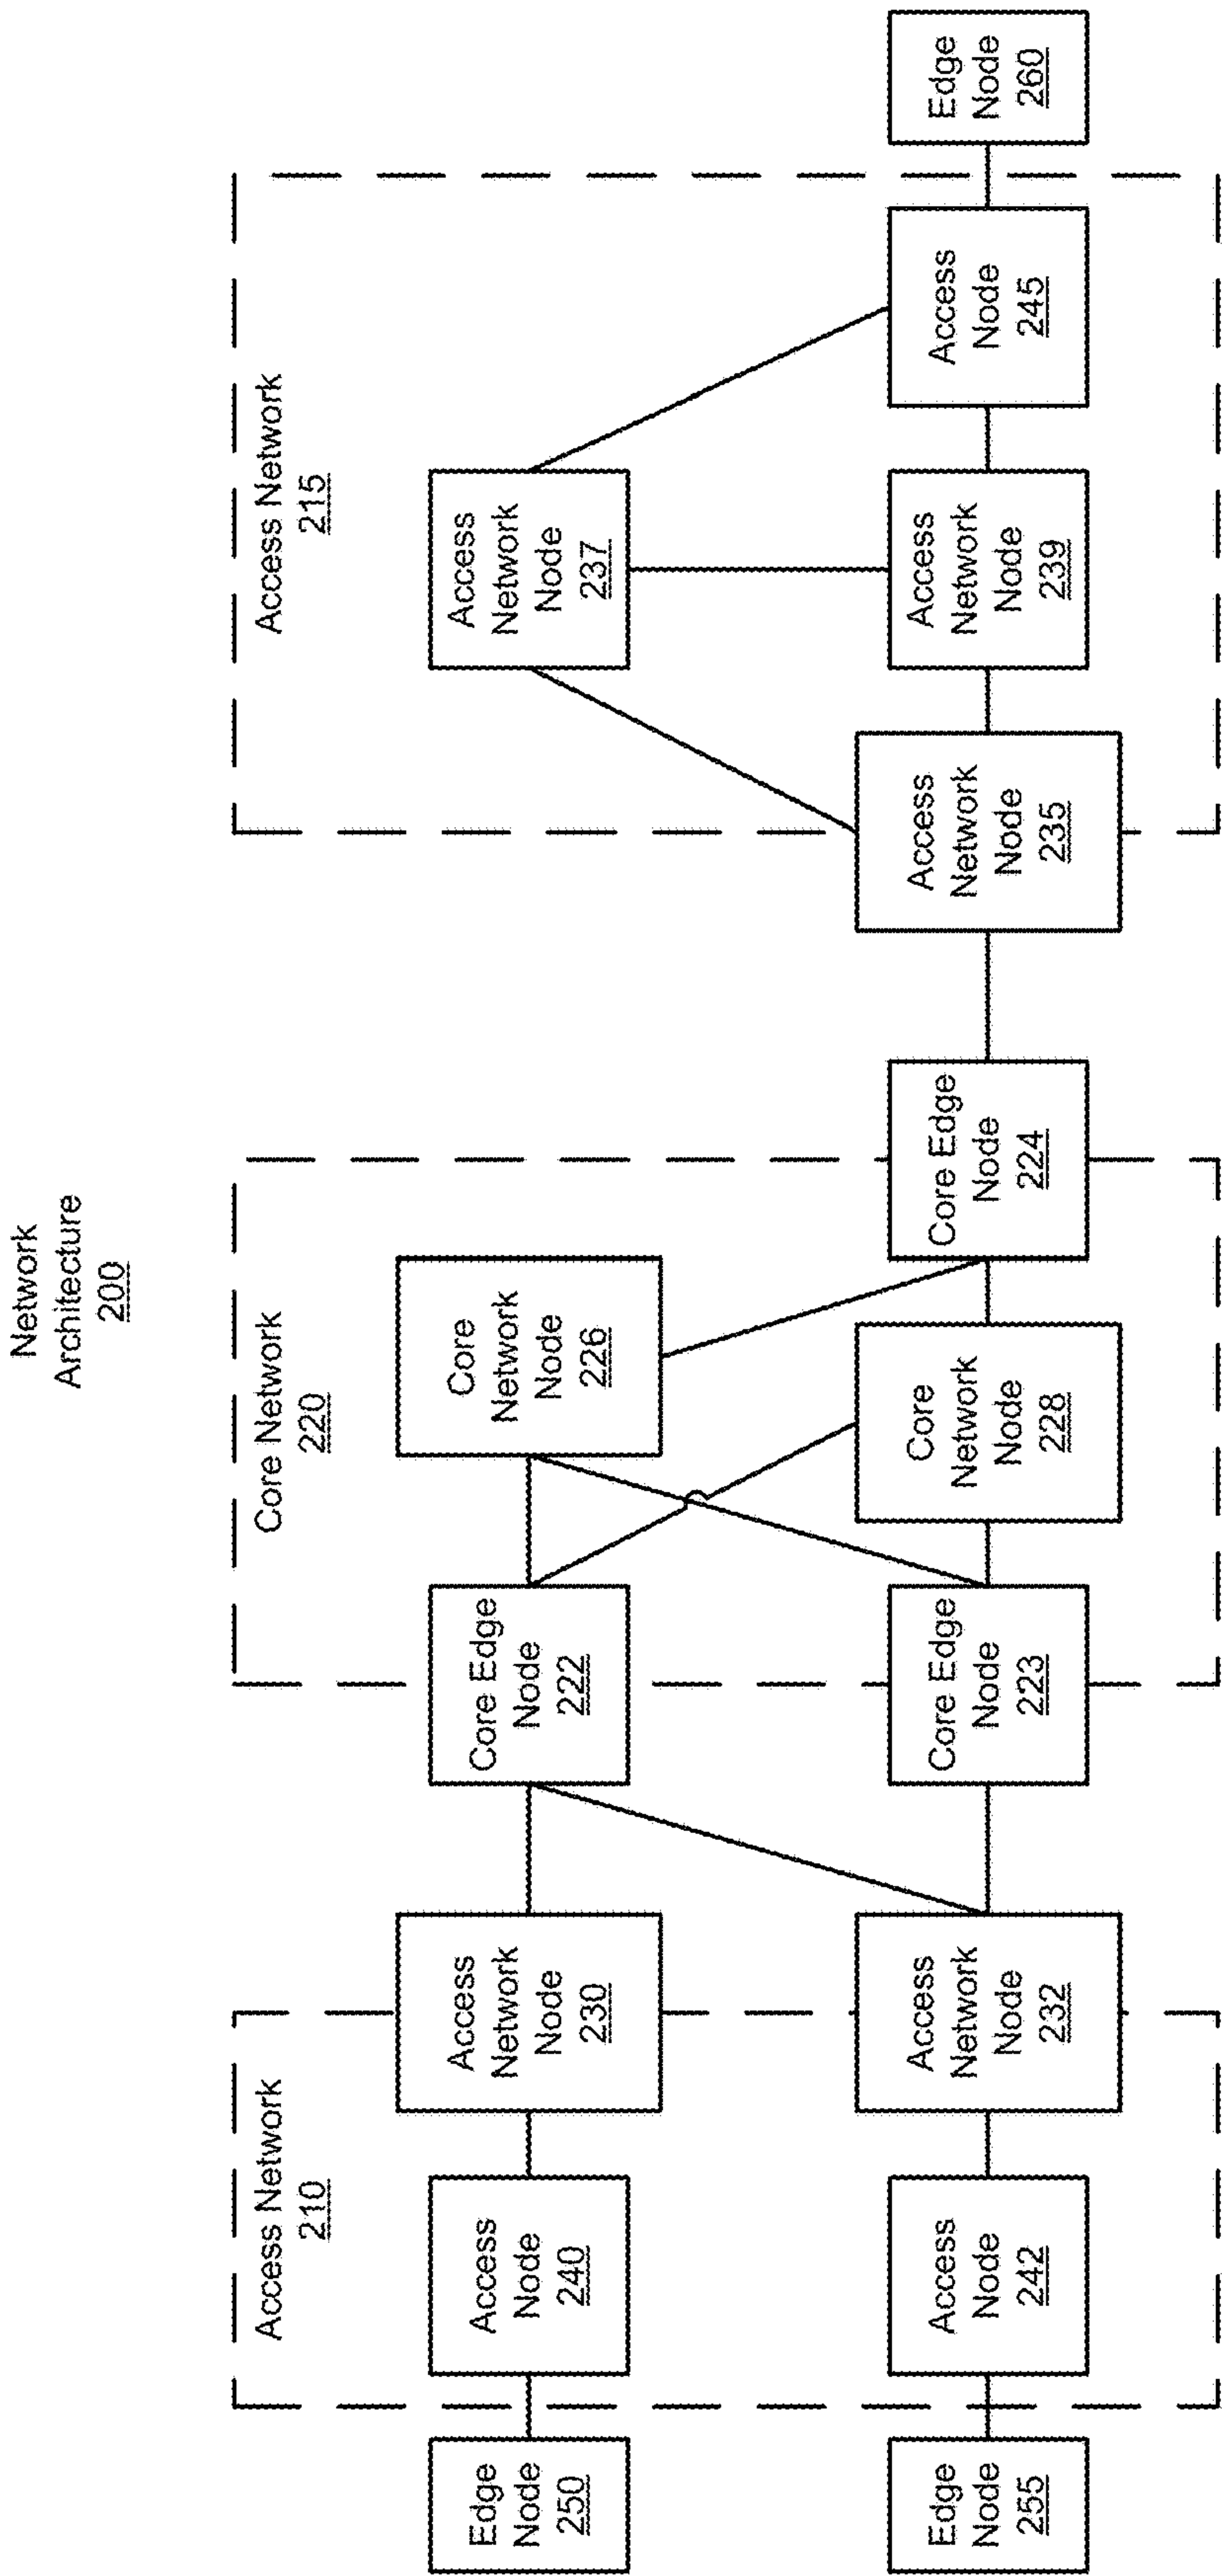 Network
Architecture
200
Access Network
210
Core Network
220
Access Network
215
Edge
Node
250
Access
Node
240
Access
Network
Node
230
Core Edge
Node
222
Core
Network
Node
226
Access
Network
Node
237
Edge
Node
255
Access
Node
242
Access
Network
Node
232
Core Edge
Node
223
Core
Network
Node
228
Core Edge
Node
224
Access
Network
Node
235
Access
Network
Node
239
Access
Node
245
Edge
Node
260